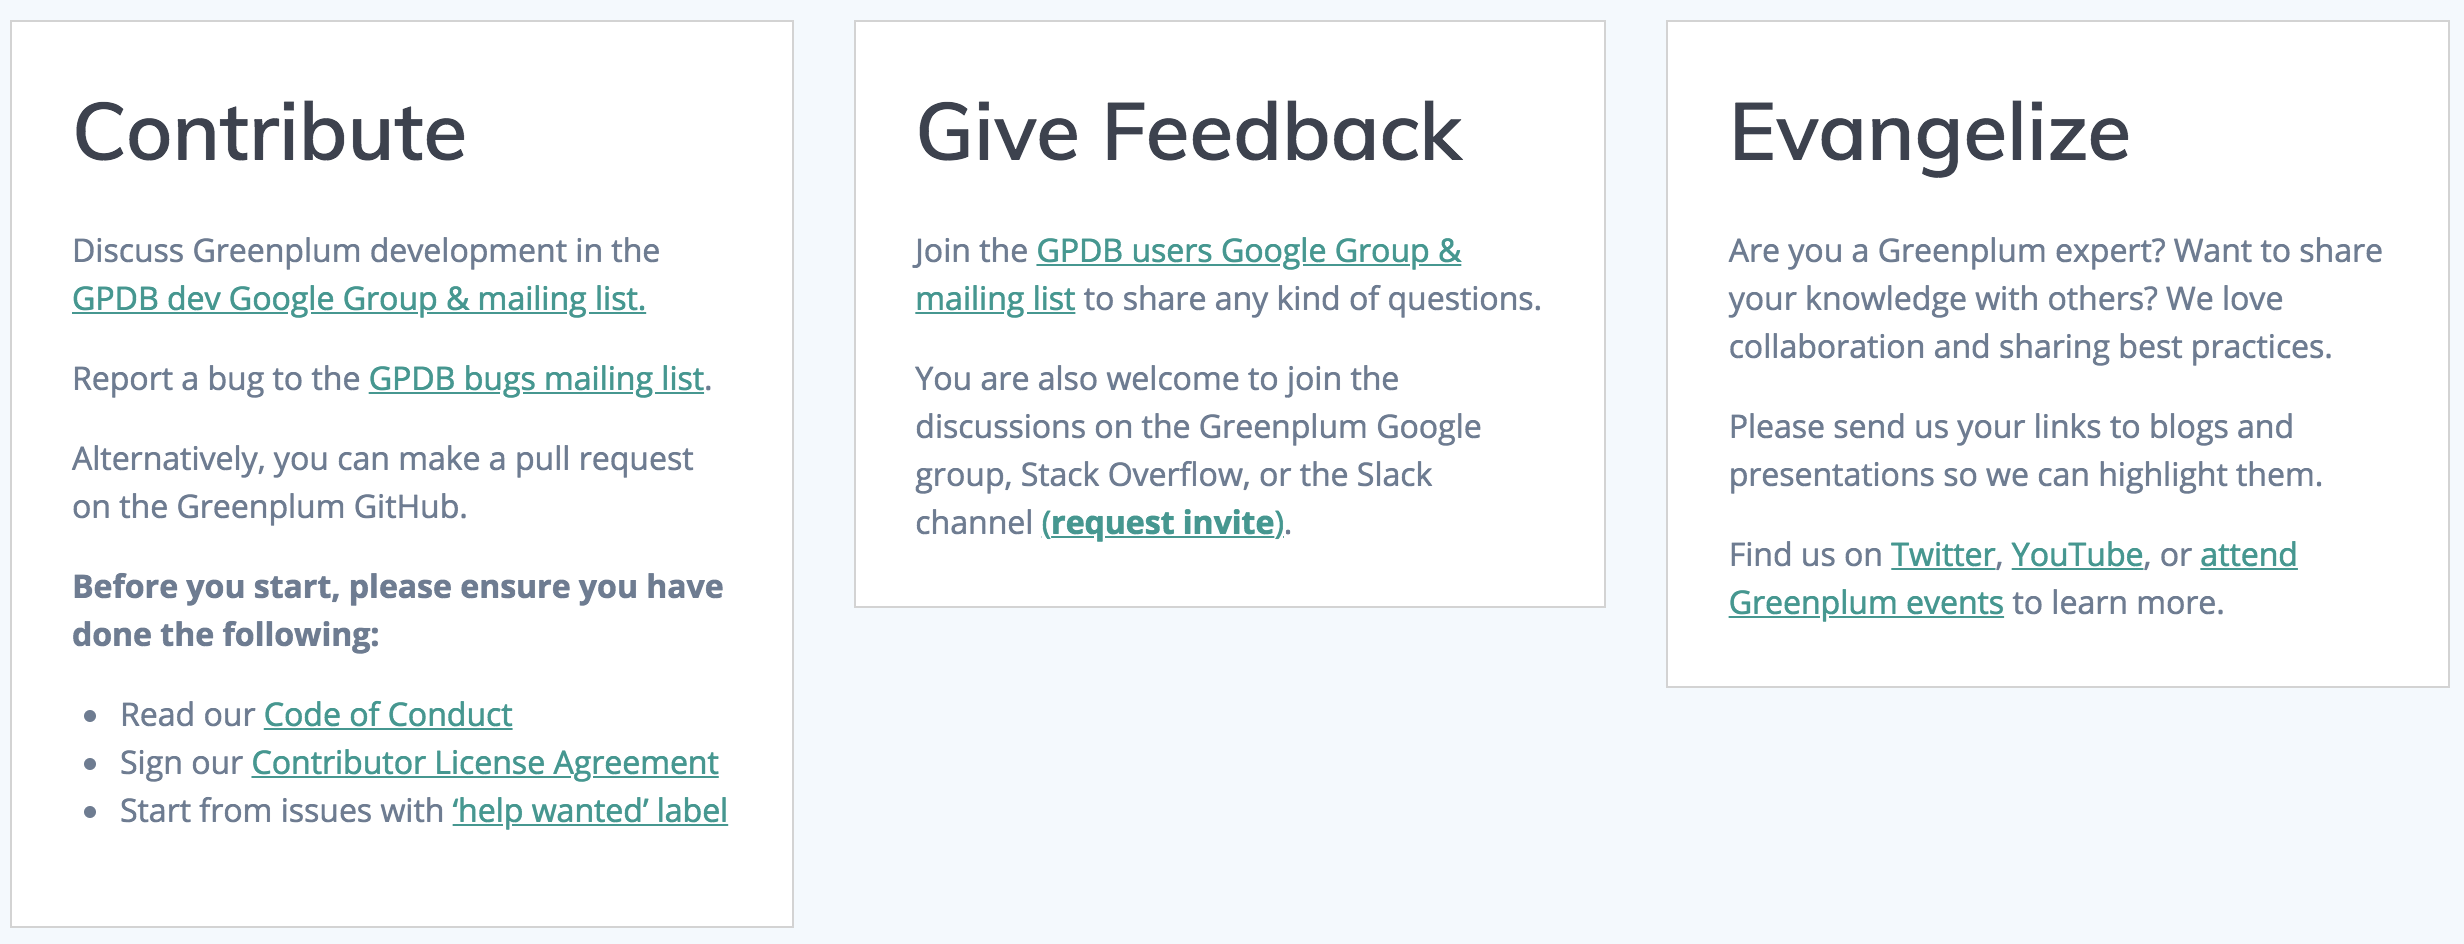 Contribute
Discuss Greenplum development in the
GPDB dev Google Group & mailing list.
Report a bug to the GPDB bugs mailing list.
Alternatively, you can make a pull request
on the Greenplum GitHub.
Before you start, please ensure you have
done the following:
• Read our Code of Conduct
• Sign our Contributor License Agreement
• Start from issues with ‘help wanted’ label
Give Feedback
Join the GPDB users Google Group &
mailing list to share any kind of questions.
You are also welcome to join the
discussions on the Greenplum Google
group, Stack Overflow, or the Slack
channel (request invite).
Evangelize
Are you a Greenplum expert? Want to share
your knowledge with others? We love
collaboration and sharing best practices.
Please send us your links to blogs and
presentations so we can highlight them.
Find us on Twitter, YouTube, or attend
Greenplum events to learn more.